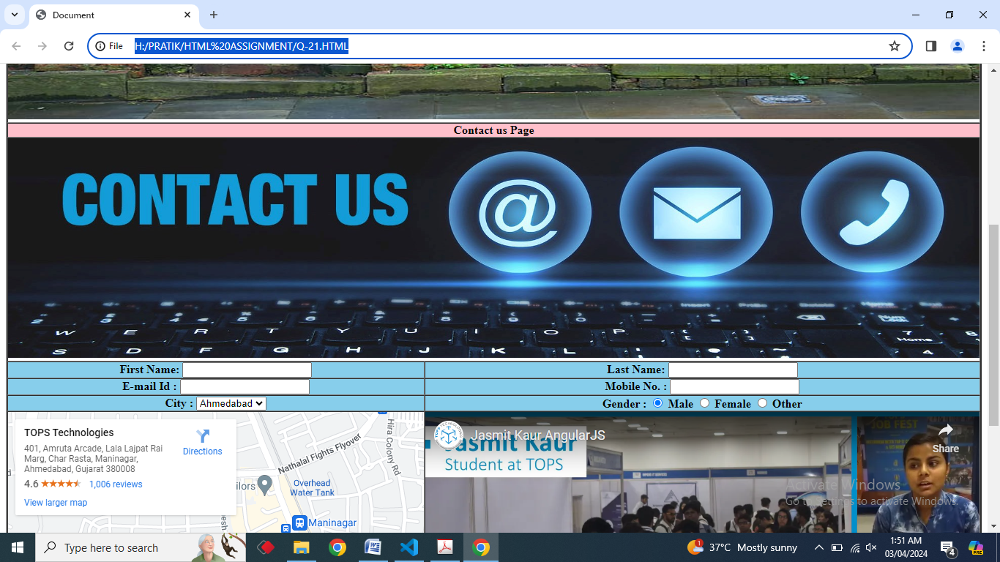 Document
File
H:/PRATIK/HTML%20ASSIGNMENT/Q-21.HTML
Contact us Page
CONTACT US
@
First Name:
Last Name:
E-mail Id :
Mobile No. :
City : Ahmedabad
Gender : Male Female Other
TOPS Technologies
401, Amruta Arcade, Lala Lajpat Rai
Marg, Char Rasta, Maninagar,
Ahmedabad, Gujarat 380008
4.6 1,006 reviews
View larger map
Directions
Nathalal Fights Flyover
Hira Colony Rd
ilors
Overhead
Water Tank
Maninagar
Jasmit Kaur AngularJS
Jasmit Kaur
Student at TOPS
JOB FEST
Share
Activate Windows
Go to Settings to activate Windows.
Type here to search
1
37°C Mostly sunny
1:51 AM
03/04/2024
4
PRE